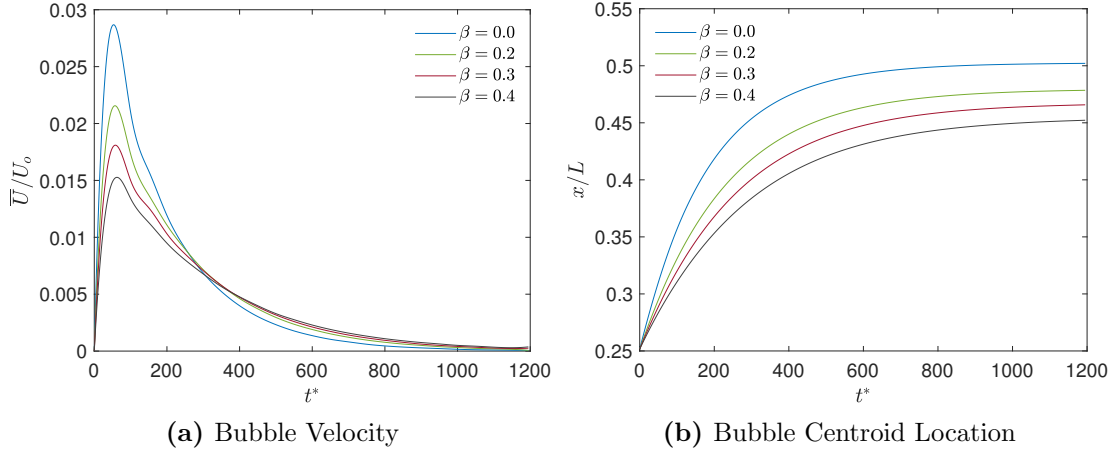 0.03
0.025
0.02
0.015
0.01
0.005
0
U̅/U_o
0 200 400 600 800 1000 1200
t*
β = 0.0
β = 0.2
β = 0.3
β = 0.4
(a) Bubble Velocity
0.55
0.5
0.45
0.4
0.35
0.3
0.25
x/L
0 200 400 600 800 1000 1200
t*
β = 0.0
β = 0.2
β = 0.3
β = 0.4
(b) Bubble Centroid Location